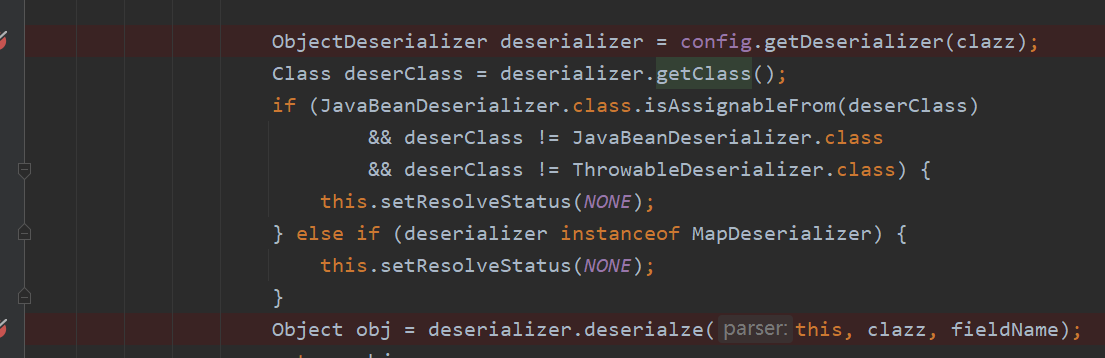 ObjectDeserializer deserializer = config.getDeserializer(clazz);
Class deserClass = deserializer.getClass();
if (JavaBeanDeserializer.class.isAssignableFrom(deserClass)
&& deserClass != JavaBeanDeserializer.class
&& deserClass != ThrowableDeserializer.class) {
this.setResolveStatus(NONE);
} else if (deserializer instanceof MapDeserializer) {
this.setResolveStatus(NONE);
}
Object obj = deserializer.deserialze( parser: this, clazz, fieldName);